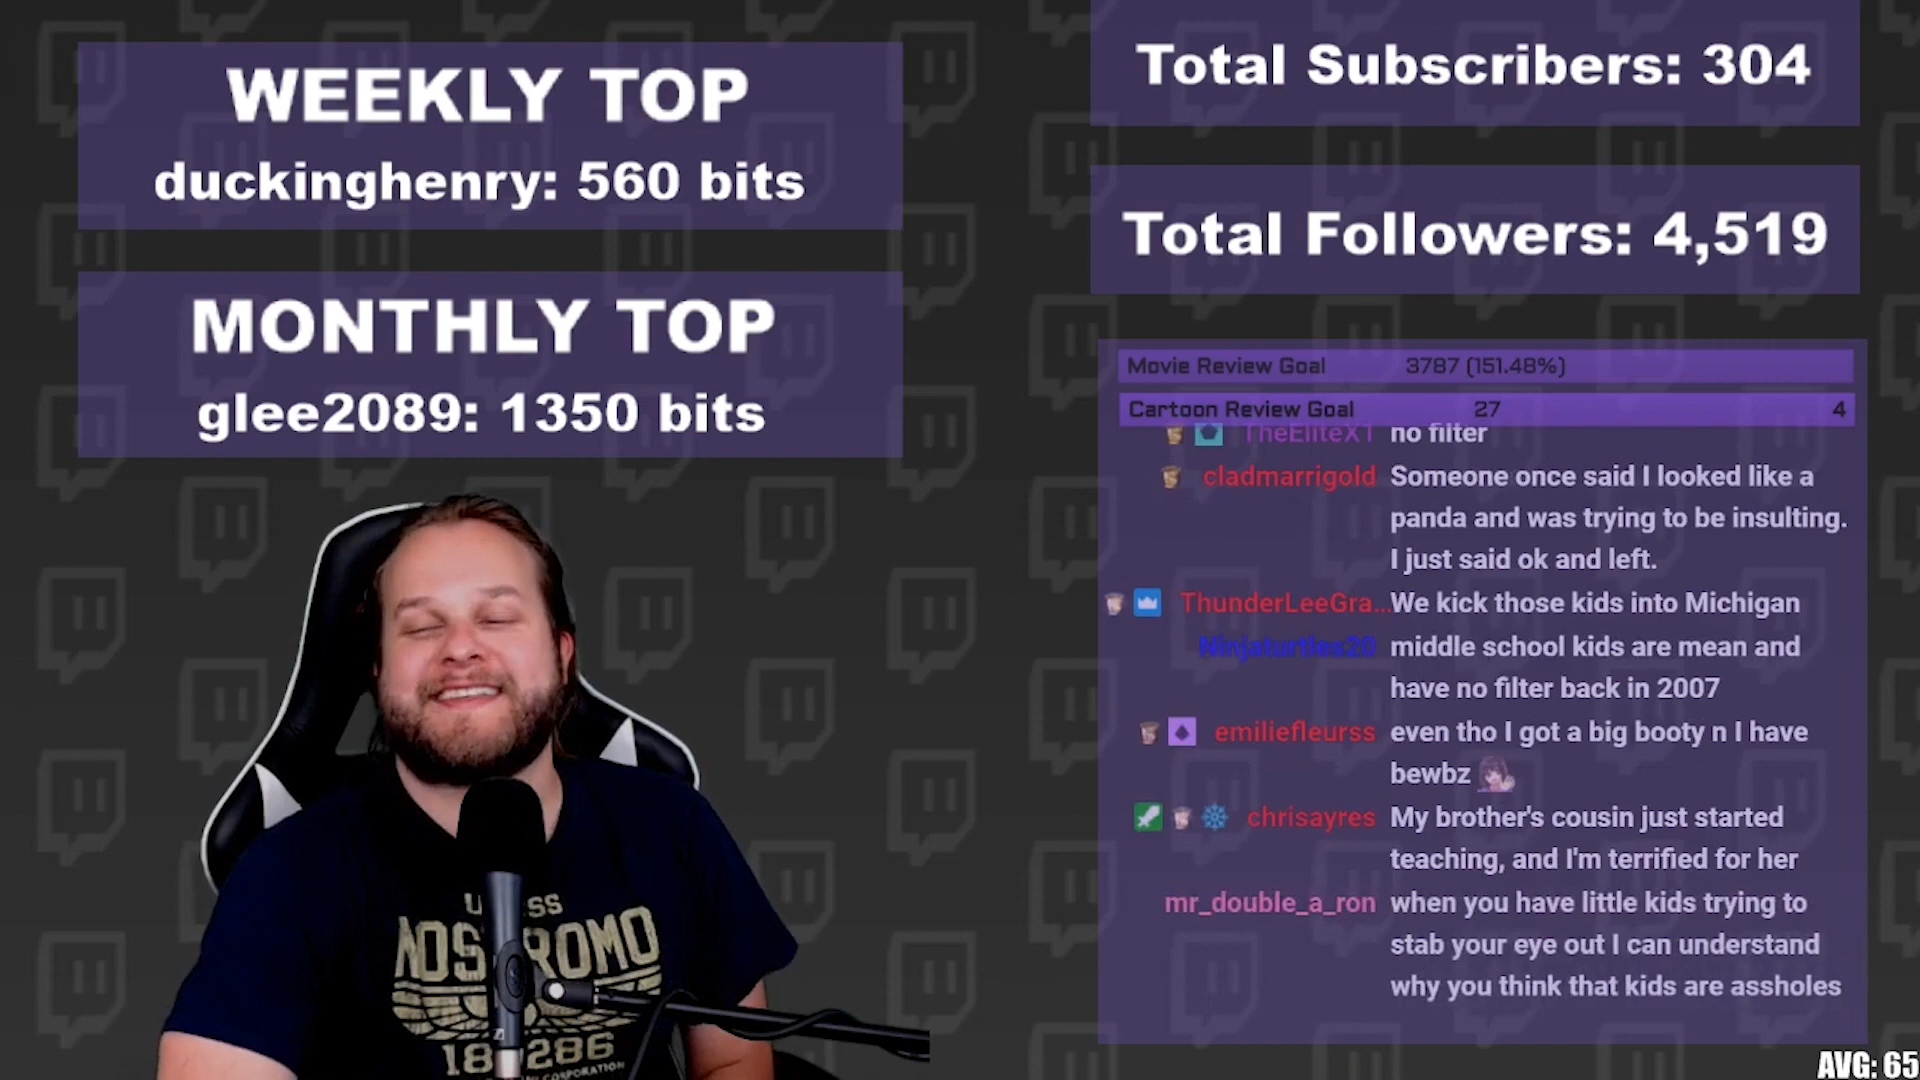 WEEKLY TOP
duckinghenry: 560 bits
MONTHLY TOP
glee2089: 1350 bits
Total Subscribers: 304
Total Followers: 4,519
Movie Review Goal 3787 (151.48%)
Cartoon Review Goal 27 4
TheEliteXT no filter
cladmarrigold Someone once said I looked like a
panda and was trying to be insulting.
I just said ok and left.
ThunderLeeGra... We kick those kids into Michigan
Ninjaturtles20 middle school kids are mean and
have no filter back in 2007
emiliefleurss even tho I got a big booty n I have
bewbz
chrisayres My brother's cousin just started
teaching, and I'm terrified for her
mr_double_a_ron when you have little kids trying to
stab your eye out I can understand
why you think that kids are assholes
AVG: 65